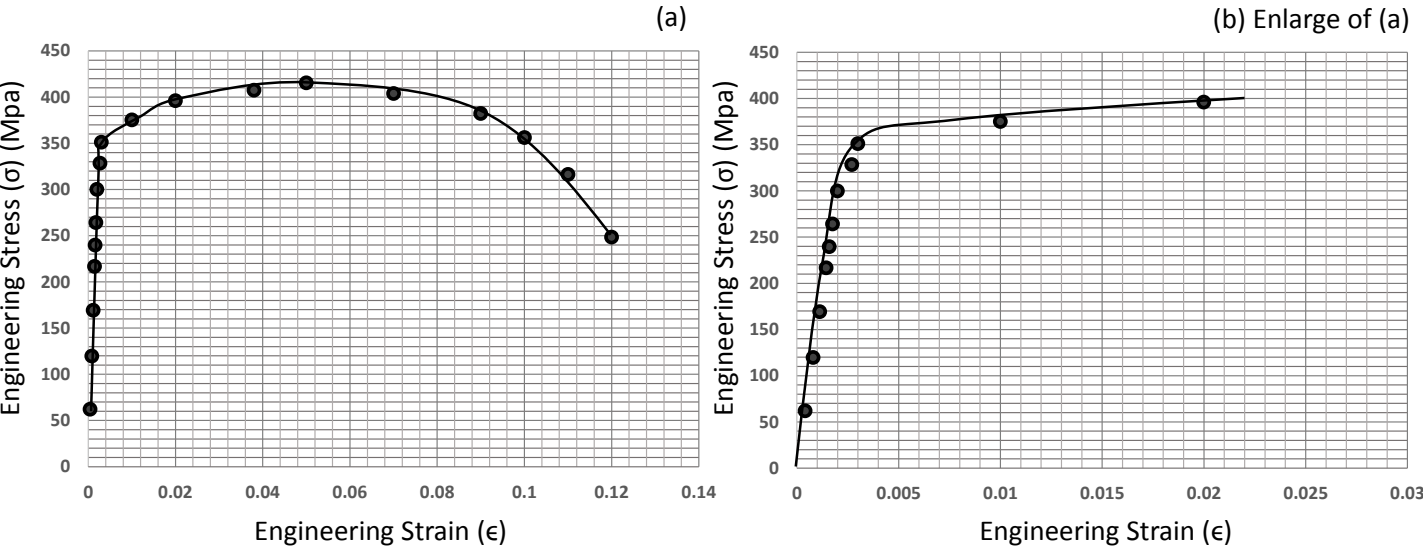 (a)
450
400
350
300
250
200
150
100
50
0
Engineering Stress (σ) (Mpa)
0 0.02 0.04 0.06 0.08 0.1 0.12 0.14
Engineering Strain (ϵ)
(b) Enlarge of (a)
450
400
350
300
250
200
150
100
50
0
Engineering Stress (σ) (Mpa)
0 0.005 0.01 0.015 0.02 0.025 0.03
Engineering Strain (ϵ)